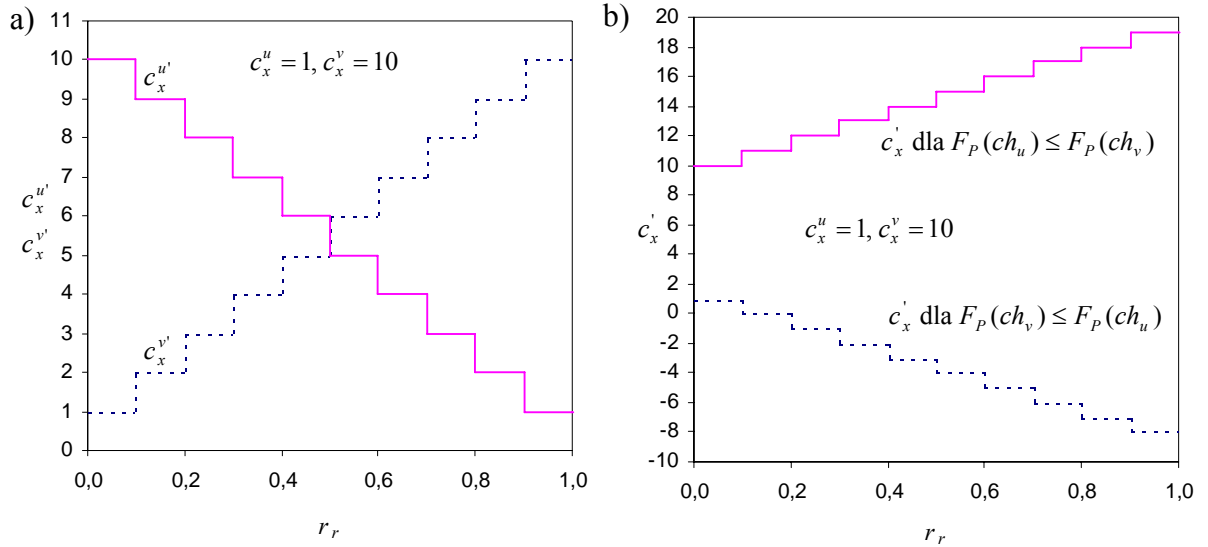 a)
11
10
9
8
7
6
5
4
3
2
1
0
c_x^{u'}
c_x^{v'}
c_x^u = 1, c_x^v = 10
c_x^{u'}
c_x^{v'}
0,0 0,2 0,4 0,6 0,8 1,0
r_r
b)
20
18
16
14
12
10
8
6
4
2
0
-2
-4
-6
-8
-10
c_x^'
c_x^' dla F_P(ch_u) ≤ F_P(ch_v)
c_x^u = 1, c_x^v = 10
c_x^' dla F_P(ch_v) ≤ F_P(ch_u)
0,0 0,2 0,4 0,6 0,8 1,0
r_r